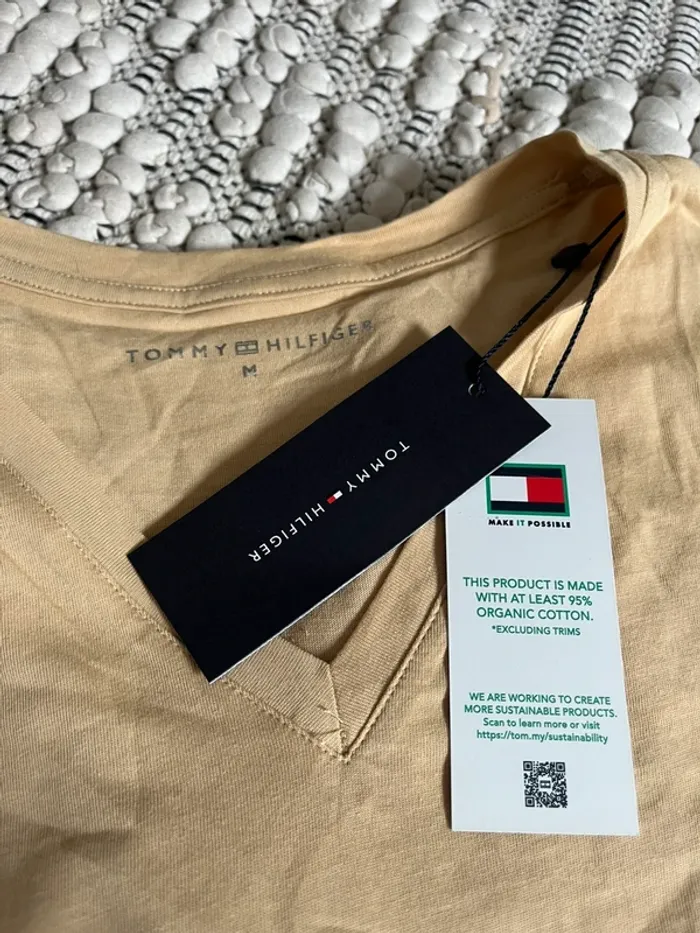 TOMMY HILFIGER
M
TOMMY HILFIGER
MAKE IT POSSIBLE
THIS PRODUCT IS MADE
WITH AT LEAST 95%
ORGANIC COTTON.
*EXCLUDING TRIMS
WE ARE WORKING TO CREATE
MORE SUSTAINABLE PRODUCTS.
Scan to learn more or visit
https://tom.my/sustainability